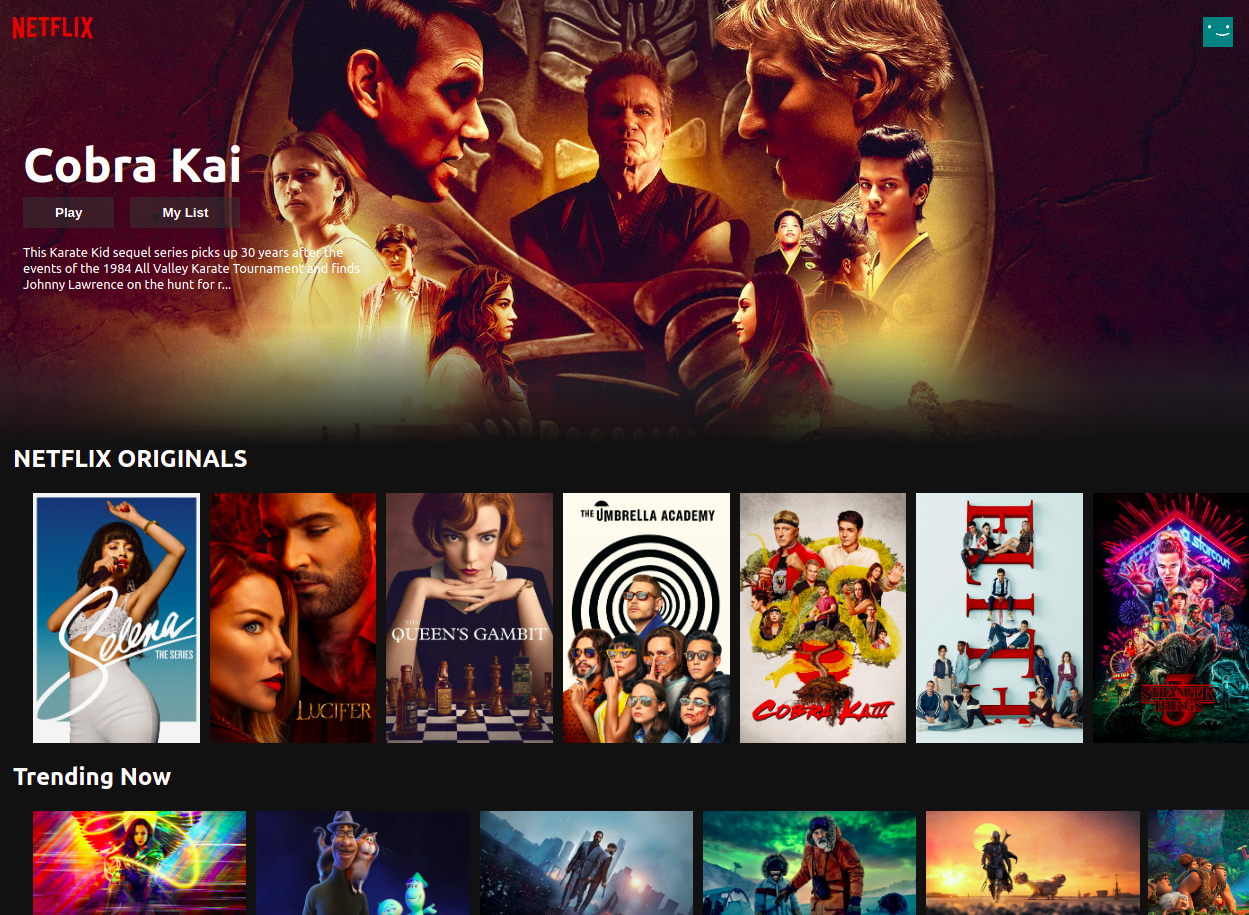 NETFLIX
Cobra Kai
Play
My List
This Karate Kid sequel series picks up 30 years after the
events of the 1984 All Valley Karate Tournament and finds
Johnny Lawrence on the hunt for r...
NETFLIX ORIGINALS
Selena
THE SERIES
LUCIFER
THE
QUEEN'S GAMBIT
THE UMBRELLA ACADEMY
COBRA KAI III
ELITE
starcourt
STRANGER
THINGS
3
Trending Now